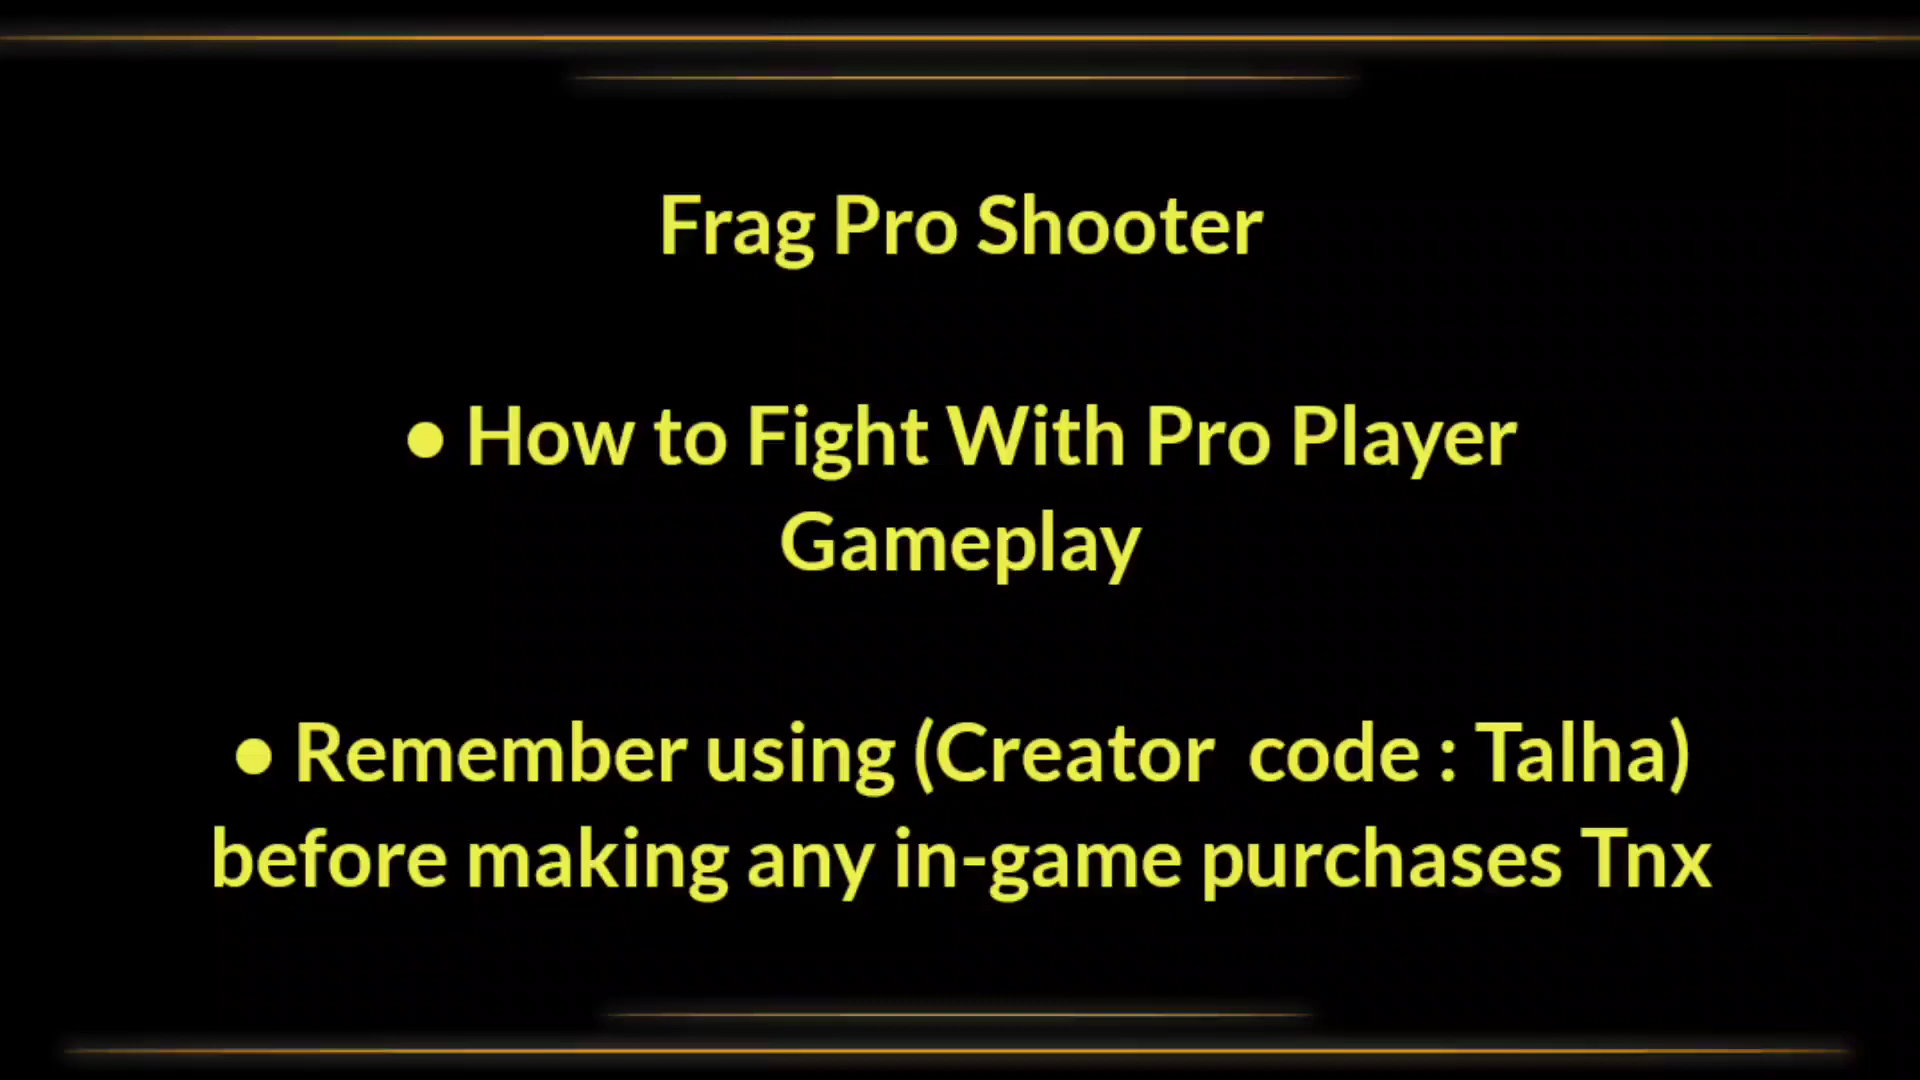 Frag Pro Shooter
● How to Fight With Pro Player
Gameplay
● Remember using (Creator  code : Talha)
before making any in-game purchases Tnx